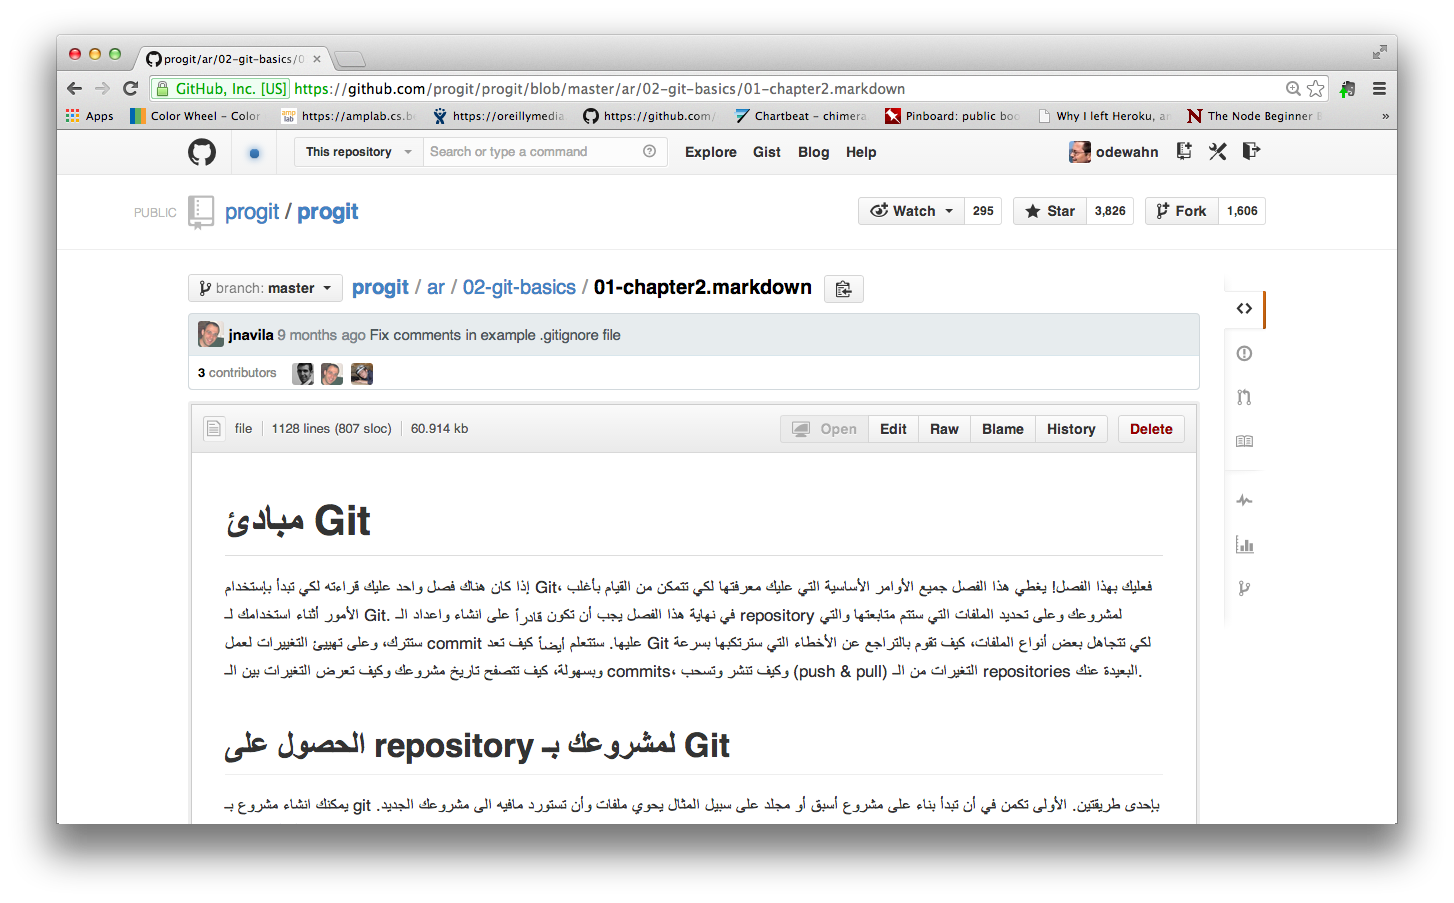 progit/ar/02-git-basics/0
GitHub, Inc. [US] https://github.com/progit/progit/blob/master/ar/02-git-basics/01-chapter2.markdown
Apps Color Wheel - Color https://amplab.cs.be https://oreillymedia. https://github.com/ Chartbeat – chimera. Pinboard: public boo Why I left Heroku, an The Node Beginner B »
This repository Search or type a command Explore Gist Blog Help odewahn
PUBLIC progit / progit Watch 295 Star 3,826 Fork 1,606
branch: master progit / ar / 02-git-basics / 01-chapter2.markdown
jnavila 9 months ago Fix comments in example .gitignore file
3 contributors
file 1128 lines (807 sloc) 60.914 kb Open Edit Raw Blame History Delete
مبادئ Git
إذا كان هناك فصل واحد عليك قراءته لكي تبدأ بإستخدام Git، فعليك بهذا الفصل! يغطي هذا الفصل جميع الأوامر الأساسية التي عليك معرفتها لكي تتمكن من القيام بأغلب
الأمور أثناء استخدامك لـ Git. في نهاية هذا الفصل يجب أن تكون قادراً على انشاء واعداد الـ repository لمشروعك وعلى تحديد الملفات التي ستتم متابعتها والتي
ستترك، وعلى تهييئ التغييرات لعمل commit عليها. ستتعلم أيضاً كيف تعد Git لكي تتجاهل بعض أنواع الملفات، كيف تقوم بالتراجع عن الأخطاء التي سترتكبها بسرعة
وبسهولة، كيف تتصفح تاريخ مشروعك وكيف تعرض التغيرات بين الـ commits، وكيف تنشر وتسحب (push & pull) التغيرات من الـ repositories البعيدة عنك.
الحصول على repository لمشروعك بـ Git
يمكنك انشاء مشروع بـ git بإحدى طريقتين. الأولى تكمن في أن تبدأ بناء على مشروع أسبق أو مجلد على سبيل المثال يحوي ملفات وأن تستورد مافيه الى مشروعك الجديد.